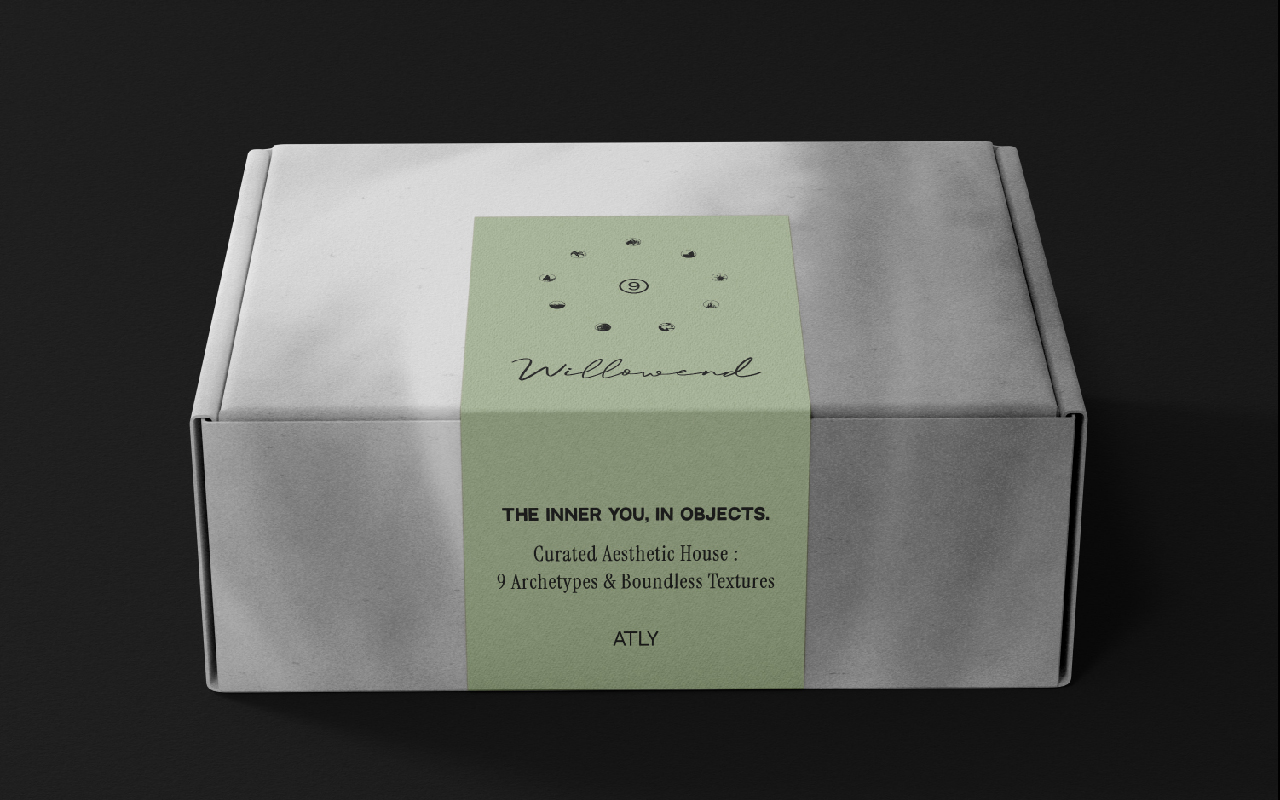 9
Willowend
THE INNER YOU, IN OBJECTS.
Curated Aesthetic House :
9 Archetypes & Boundless Textures
ATLY